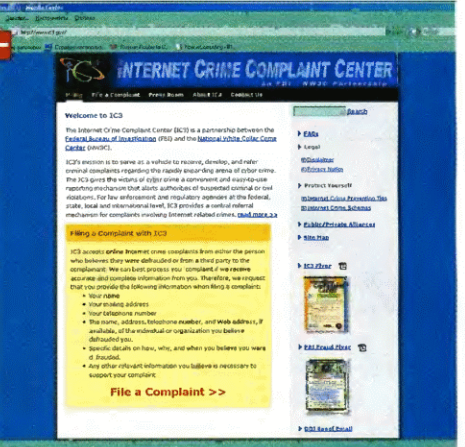 INTERNET CRIME COMPLAINT CENTER
an FBI - NW3C Partnership
File a Complaint Press Room About IC3 Contact Us
Search
Welcome to IC3
The Internet Crime Complaint Center (IC3) is a partnership between the
Federal Bureau of Investigation (FBI) and the National White Collar Crime
Center (NW3C).
IC3's mission is to serve as a vehicle to receive, develop, and refer
criminal complaints regarding the rapidly expanding arena of cyber crime.
The IC3 gives the victims of cyber crime a convenient and easy-to-use
reporting mechanism that alerts authorities of suspected criminal or civil
violations. For law enforcement and regulatory agencies at the federal,
state, local and international level, IC3 provides a central referral
mechanism for complaints involving Internet related crimes. read more >>
Filing a Complaint with IC3
IC3 accepts online Internet crime complaints from either the person
who believes they were defrauded or from a third party to the
complainant. We can best process your complaint if we receive
accurate and complete information from you. Therefore, we request
that you provide the following information when filing a complaint:
• Your name
• Your mailing address
• Your telephone number
• The name, address, telephone number, and Web address, if
available, of the individual or organization you believe
defrauded you.
• Specific details on how, why, and when you believe you were
defrauded.
• Any other relevant information you believe is necessary to
support your complaint
File a Complaint >>
FAQs
Legal
Disclaimer
Privacy Notice
Protect Yourself
Internet Crime Prevention Tips
Internet Crime Schemes
Public/Private Alliances
Site Map
IC3 Flyer
FBI Fraud Flyer